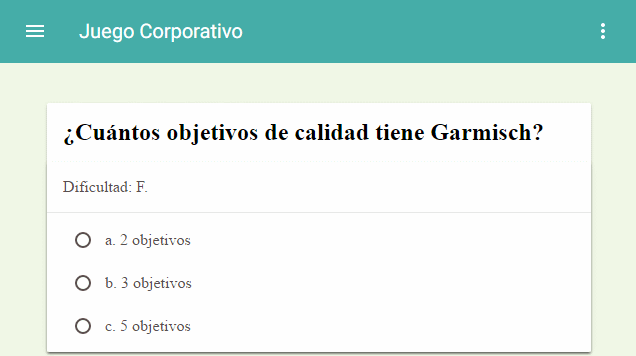 Juego Corporativo
¿Cuántos objetivos de calidad tiene Garmisch?
Dificultad: F.
a. 2 objetivos
b. 3 objetivos
c. 5 objetivos